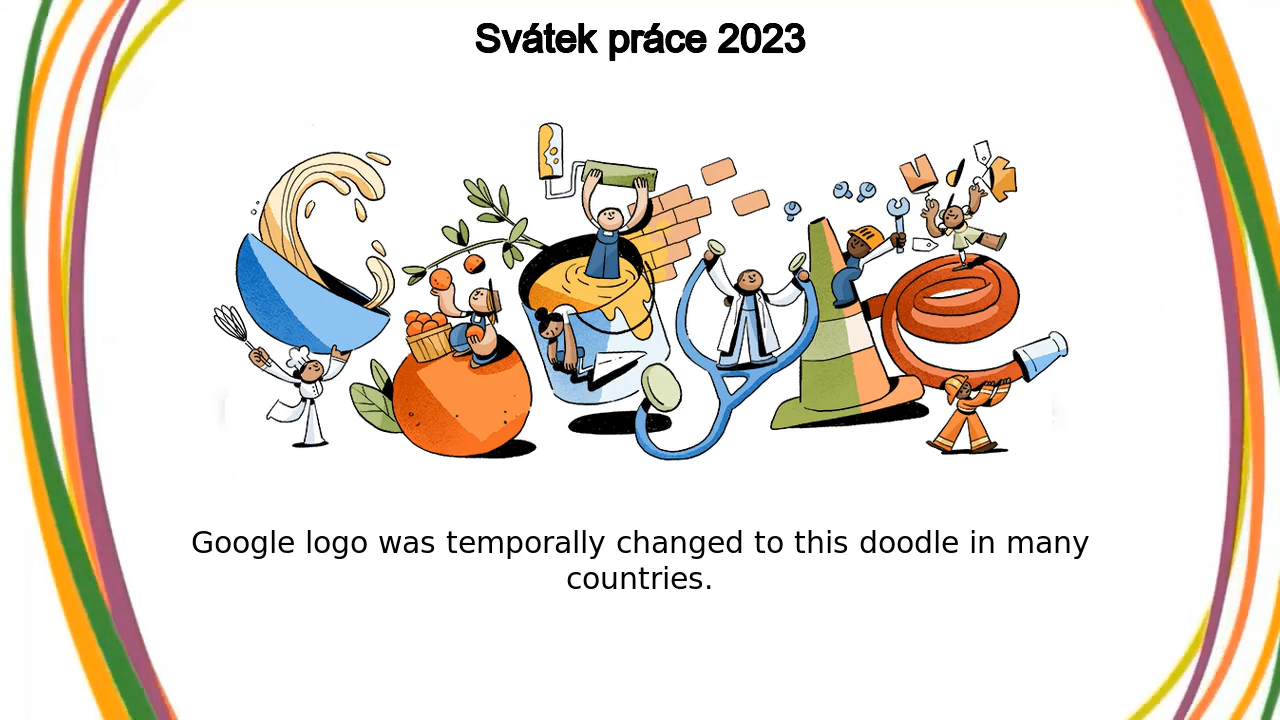 Svátek práce 2023
Google logo was temporally changed to this doodle in many
countries.